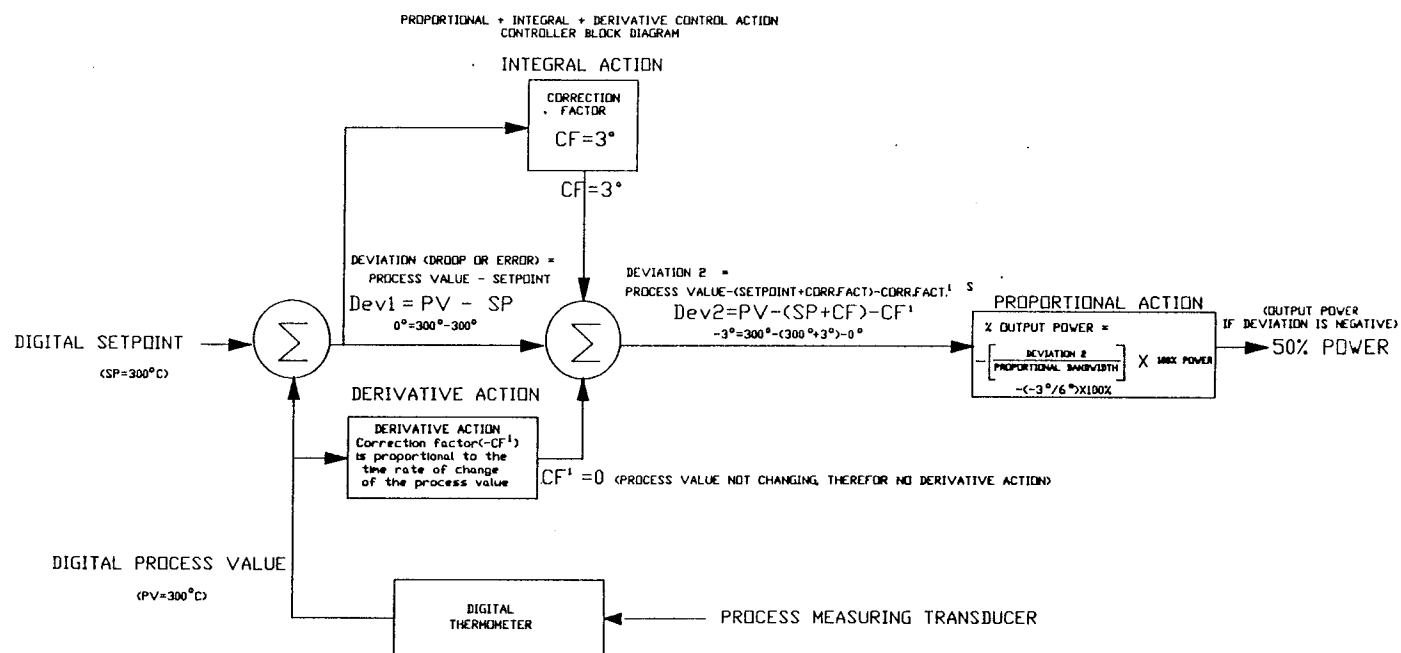 PROPORTIONAL + INTEGRAL + DERIVATIVE CONTROL ACTION
CONTROLLER BLOCK DIAGRAM
INTEGRAL ACTION
CORRECTION
FACTOR
CF=3°
CF=3°
DEVIATION (DROOP OR ERROR) =
PROCESS VALUE - SETPOINT
Dev1 = PV - SP
0°=300°-300°
DEVIATION 2 =
PROCESS VALUE-(SETPOINT+CORR.FACT)-CORR.FACT.¹ S
Dev2=PV-(SP+CF)-CF¹
-3°=300°-(300°+3°)-0°
PROPORTIONAL ACTION
% OUTPUT POWER =
-[DEVIATION 2 / PROPORTIONAL BANDWIDTH] X 100% POWER
-(-3°/6°)X100%
(OUTPUT POWER
IF DEVIATION IS NEGATIVE)
50% POWER
DIGITAL SETPOINT
(SP=300°C)
Σ
Σ
DERIVATIVE ACTION
DERIVATIVE ACTION
Correction factor(-CF¹)
is proportional to the
time rate of change
of the process value
CF¹ =0 (PROCESS VALUE NOT CHANGING, THEREFOR NO DERIVATIVE ACTION)
DIGITAL PROCESS VALUE
(PV=300°C)
DIGITAL
THERMOMETER
PROCESS MEASURING TRANSDUCER